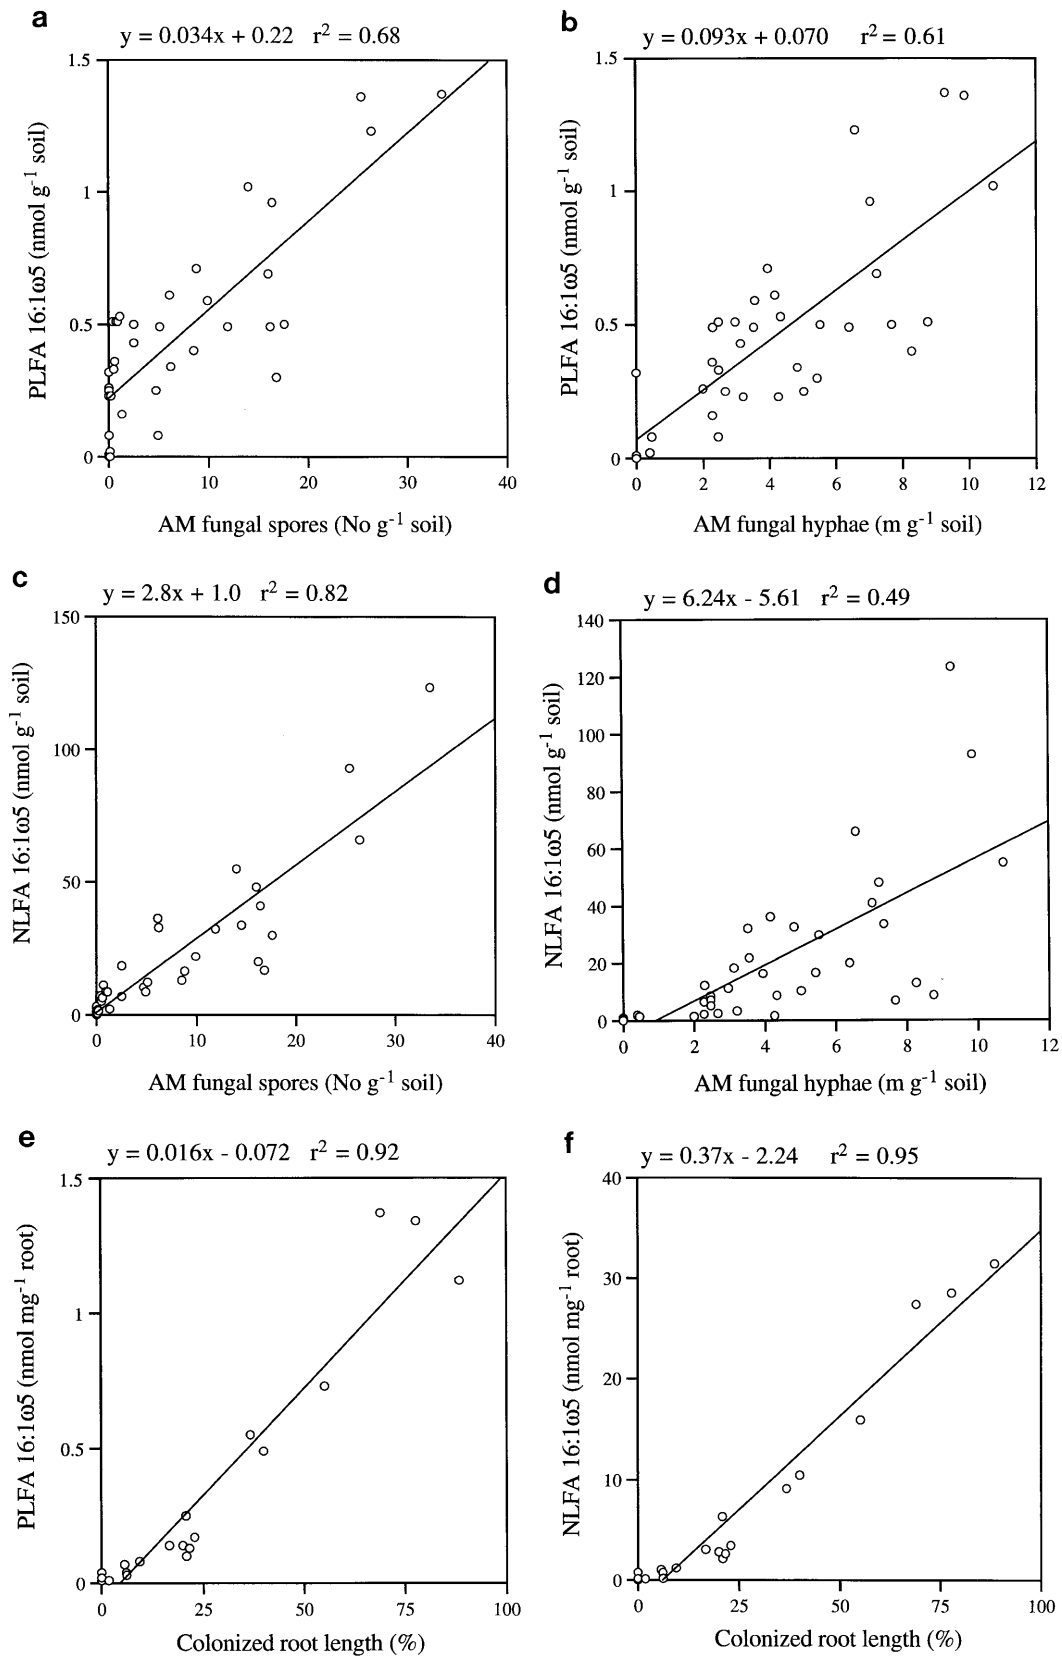 a
y = 0.034x + 0.22 r² = 0.68
1.5
1
0.5
0
PLFA 16:1ω5 (nmol g⁻¹ soil)
0 10 20 30 40
AM fungal spores (No g⁻¹ soil)
b
y = 0.093x + 0.070 r² = 0.61
1.5
1
0.5
0
PLFA 16:1ω5 (nmol g⁻¹ soil)
0 2 4 6 8 10 12
AM fungal hyphae (m g⁻¹ soil)
c
y = 2.8x + 1.0 r² = 0.82
150
100
50
0
NLFA 16:1ω5 (nmol g⁻¹ soil)
0 10 20 30 40
AM fungal spores (No g⁻¹ soil)
d
y = 6.24x - 5.61 r² = 0.49
140
120
100
80
60
40
20
0
NLFA 16:1ω5 (nmol g⁻¹ soil)
0 2 4 6 8 10 12
AM fungal hyphae (m g⁻¹ soil)
e
y = 0.016x - 0.072 r² = 0.92
1.5
1
0.5
0
PLFA 16:1ω5 (nmol mg⁻¹ root)
0 25 50 75 100
Colonized root length (%)
f
y = 0.37x - 2.24 r² = 0.95
40
30
20
10
0
NLFA 16:1ω5 (nmol mg⁻¹ root)
0 25 50 75 100
Colonized root length (%)